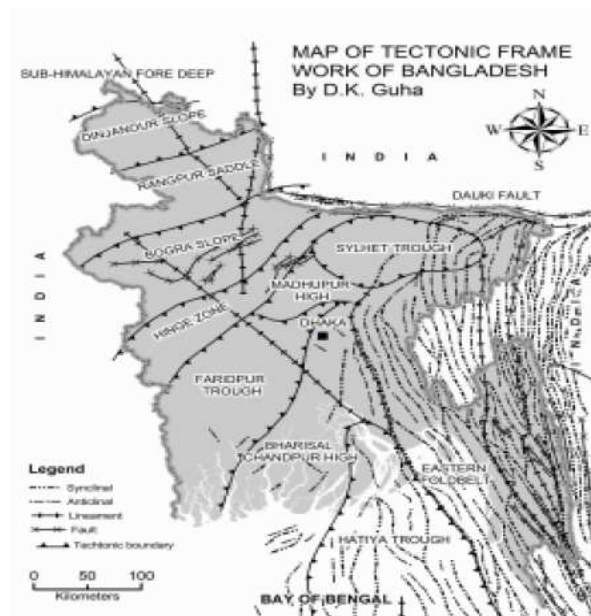 MAP OF TECTONIC FRAME
WORK OF BANGLADESH
By D.K. Guha
N
W
E
S
SUB-HIMALAYAN FORE DEEP
DINJANOUR SLOPE
RANGPUR SADDLE
I N D I A
DAUKI FAULT
BOGRA SLOPE
SYLHET TROUGH
I N D I A
MADHUPUR
HIGH
HINGE ZONE
DHAKA
FARIDPUR
TROUGH
BHARISAL
CHANDPUR HIGH
EASTERN
FOLDBELT
HATIYA TROUGH
BAY OF BENGAL
Legend
Synclinal
Anticlinal
Lineament
Fault
Techtonic boundary
0 50 100
Kilometers